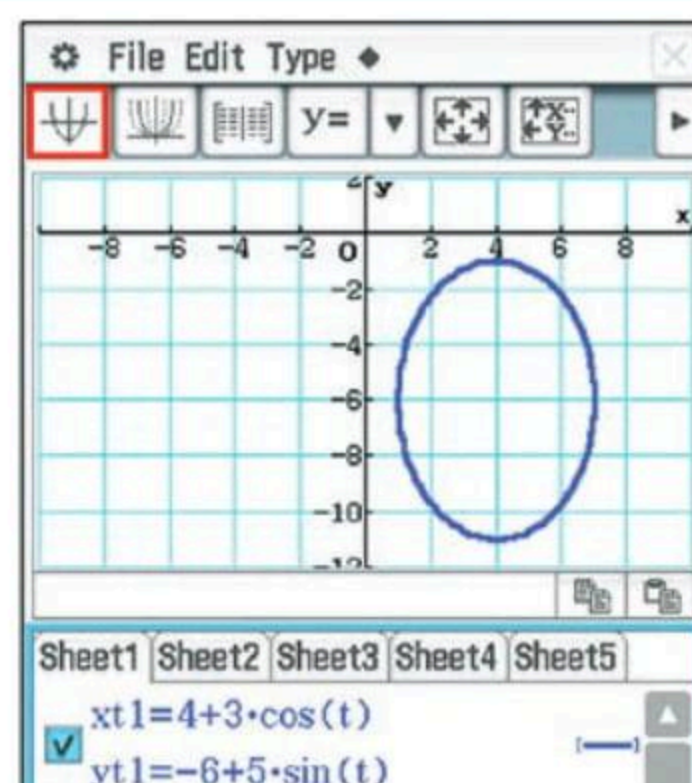 File Edit Type
y=
X
Y
y
x
-8 -6 -4 -2 0 2 4 6 8
-2
-4
-6
-8
-10
-12
Sheet1 Sheet2 Sheet3 Sheet4 Sheet5
xt1=4+3·cos(t)
yt1=-6+5·sin(t)